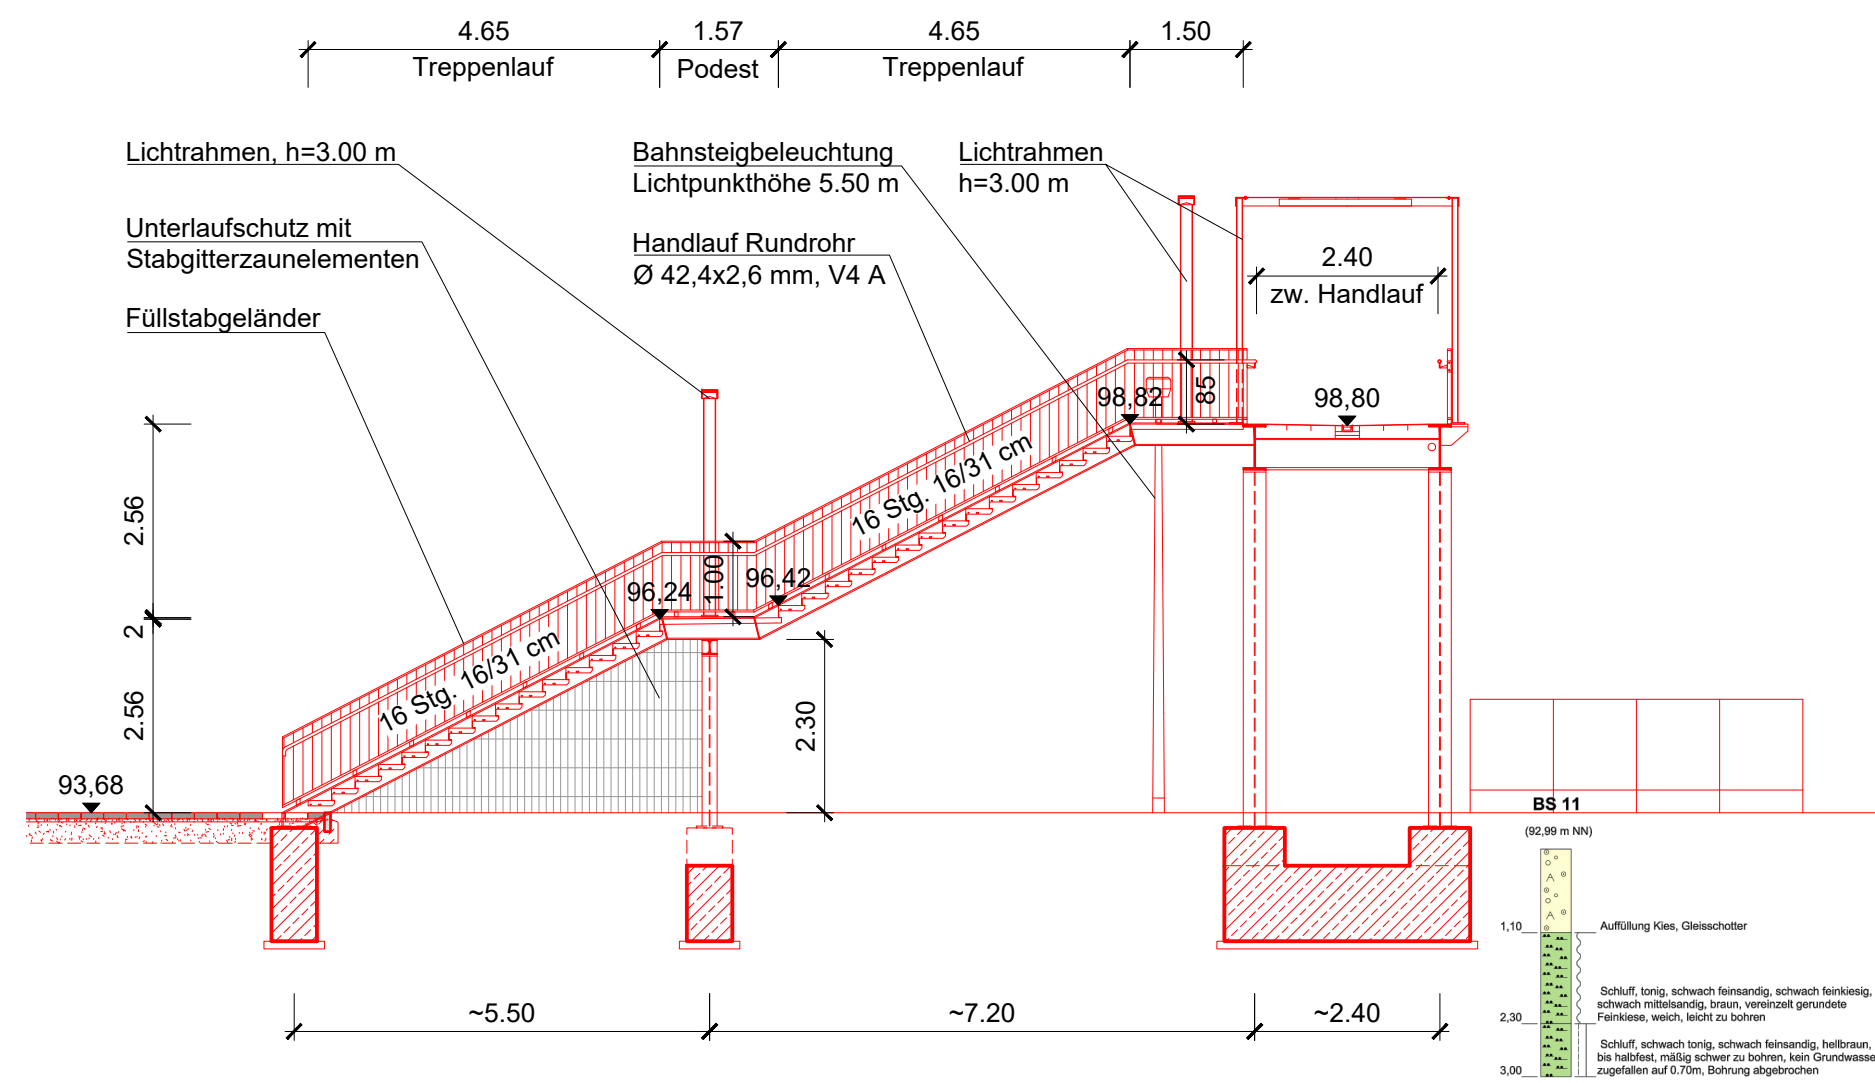 4.65
1.57
4.65
1.50
Treppenlauf
Podest
Treppenlauf
Lichtrahmen, h=3.00 m
Bahnsteigbeleuchtung
Lichtpunkthöhe 5.50 m
Lichtrahmen
h=3.00 m
Unterlaufschutz mit
Stabgitterzaunelementen
Handlauf Rundrohr
Ø 42,4x2,6 mm, V4 A
2.40
zw. Handlauf
Füllstabgeländer
85
98,82
98,80
16 Stg. 16/31 cm
2.56
1.00
96,24
96,42
2
16 Stg. 16/31 cm
2.56
2.30
93,68
BS 11
(92,99 m NN)
1,10
Auffüllung Kies, Gleisschotter
Schluff, tonig, schwach feinsandig, schwach feinkiesig,
schwach mittelsandig, braun, vereinzelt gerundete
2,30
Feinkiese, weich, leicht zu bohren
Schluff, schwach tonig, schwach feinsandig, hellbraun,
bis halbfest, mäßig schwer zu bohren, kein Grundwasse
3,00
zugefallen auf 0.70m, Bohrung abgebrochen
~5.50
~7.20
~2.40